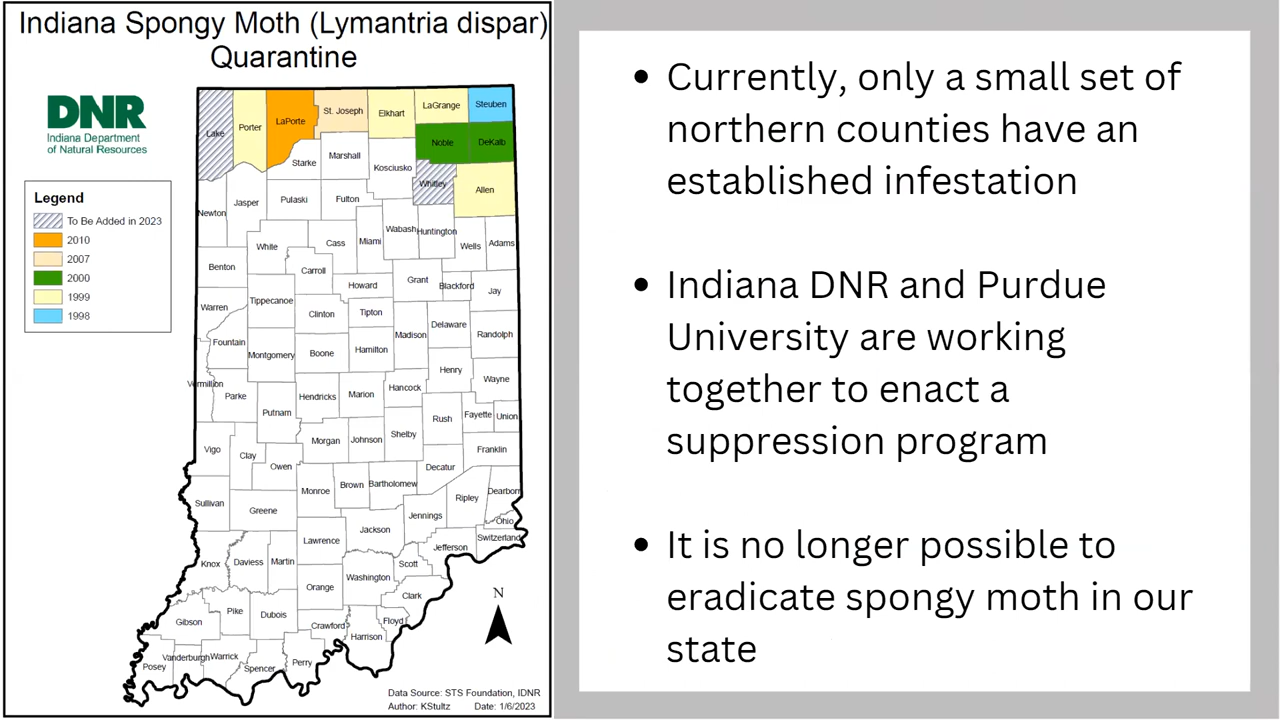 Indiana Spongy Moth (Lymantria dispar)
Quarantine
DNR
Indiana Department
of Natural Resources
Legend
To Be Added in 2023
2010
2007
2000
1999
1998
Lake
Porter
LaPorte
St. Joseph
Elkhart
LaGrange
Steuben
Noble
DeKalb
Starke
Marshall
Kosciusko
Whitley
Allen
Newton
Jasper
Pulaski
Fulton
White
Cass
Miami
Wabash
Huntington
Wells
Adams
Benton
Carroll
Howard
Grant
Blackford
Jay
Warren
Tippecanoe
Clinton
Tipton
Madison
Delaware
Randolph
Fountain
Montgomery
Boone
Hamilton
Henry
Wayne
Vermillion
Parke
Putnam
Hendricks
Marion
Hancock
Rush
Fayette
Union
Vigo
Clay
Owen
Morgan
Johnson
Shelby
Decatur
Franklin
Sullivan
Greene
Monroe
Brown
Bartholomew
Jennings
Ripley
Dearborn
Ohio
Switzerland
Knox
Daviess
Martin
Lawrence
Jackson
Scott
Jefferson
Orange
Washington
Clark
Gibson
Pike
Dubois
Crawford
Harrison
Floyd
Posey
Vanderburgh
Warrick
Spencer
Perry
N
Data Source: STS Foundation, IDNR
Author: KStultz Date: 1/6/2023
• Currently, only a small set of
northern counties have an
established infestation
• Indiana DNR and Purdue
University are working
together to enact a
suppression program
• It is no longer possible to
eradicate spongy moth in our
state